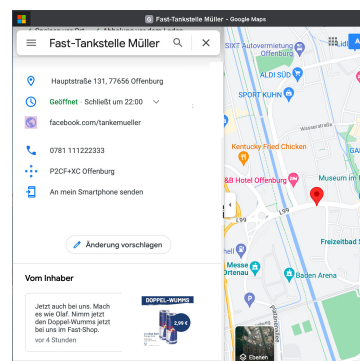 Fast-Tankstelle Müller - Google Maps
Fast-Tankstelle Müller
Hauptstraße 131, 77656 Offenburg
Geöffnet · Schließt um 22:00
facebook.com/tankemueller
0781 111222333
P2CF+XC Offenburg
An mein Smartphone senden
Änderung vorschlagen
Vom Inhaber
Jetzt auch bei uns. Mach
es wie Olaf. Nimm jetzt
den Doppel-Wumms jetzt
bei uns im Fast-Shop.
vor 4 Stunden
DOPPEL-WUMMS
2,99 €
SIXT Autovermietung
Offenburg
ALDI SÜD
SPORT KUHN
Wasserstraße
Kentucky Fried Chicken
&B Hotel Offenburg
Museum im
L99
L99
Freizeitbad
Messe
Ortenau
Baden Arena
Ebenen